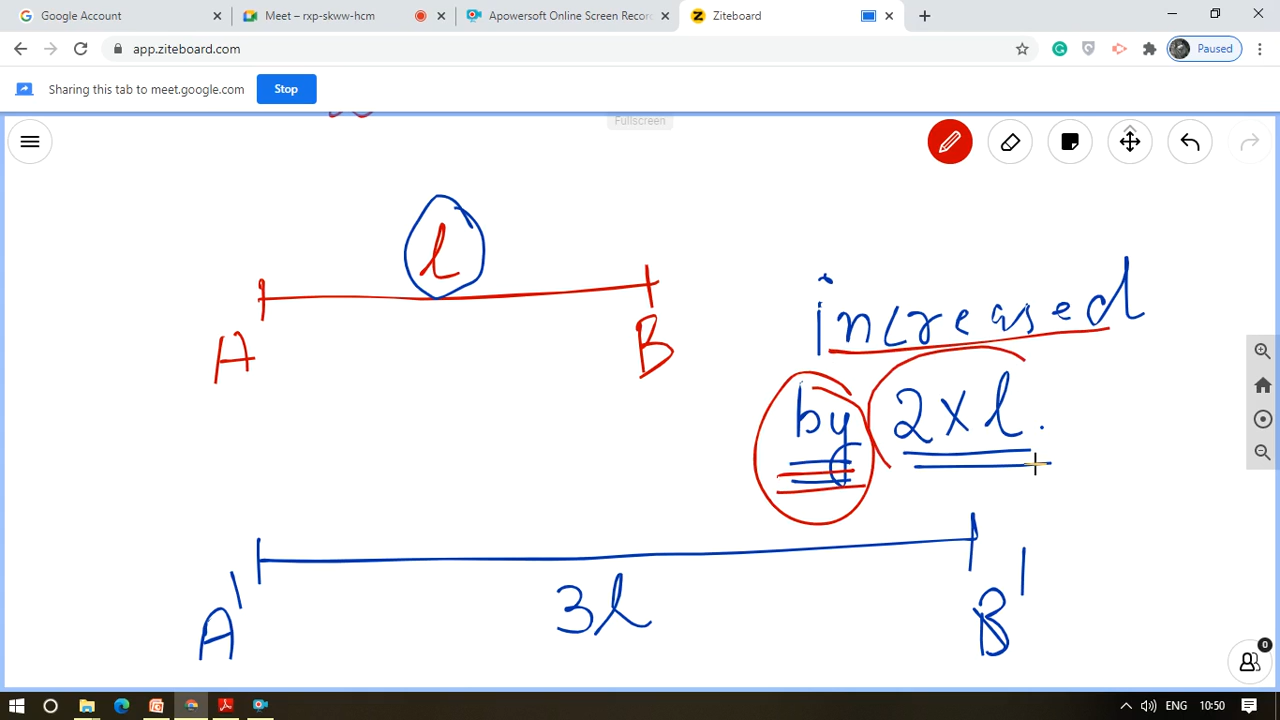 Google Account
Meet – rxp-skww-hcm
Apowersoft Online Screen Recor
Ziteboard
app.ziteboard.com
Paused
Sharing this tab to meet.google.com
Stop
Fullscreen
l
A
B
increased
by 2 x l.
3l
A'
B'
0
ENG
10:50